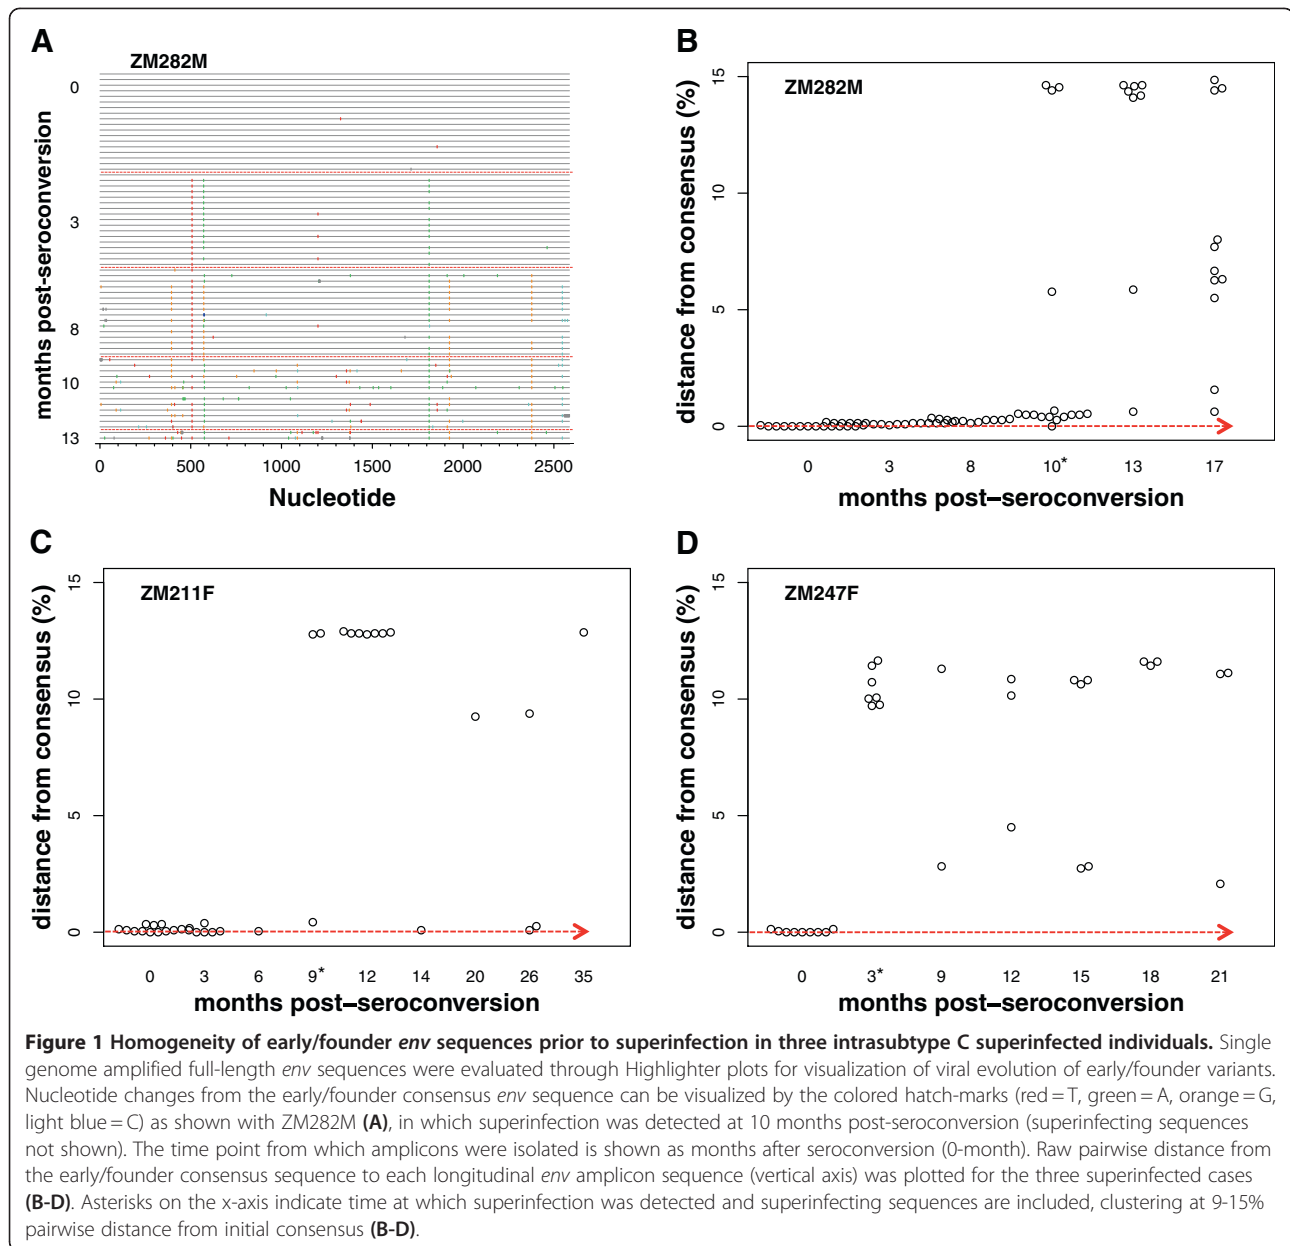 A
ZM282M
months post-seroconversion
0
3
8
10
13
0 500 1000 1500 2000 2500
Nucleotide
B
ZM282M
distance from consensus (%)
15
10
5
0
0 3 8 10* 13 17
months post-seroconversion
C
ZM211F
distance from consensus (%)
15
10
5
0
0 3 6 9* 12 14 20 26 35
months post-seroconversion
D
ZM247F
distance from consensus (%)
15
10
5
0
0 3* 9 12 15 18 21
months post-seroconversion
Figure 1 Homogeneity of early/founder env sequences prior to superinfection in three intrasubtype C superinfected individuals. Single
genome amplified full-length env sequences were evaluated through Highlighter plots for visualization of viral evolution of early/founder variants.
Nucleotide changes from the early/founder consensus env sequence can be visualized by the colored hatch-marks (red = T, green = A, orange = G,
light blue = C) as shown with ZM282M (A), in which superinfection was detected at 10 months post-seroconversion (superinfecting sequences
not shown). The time point from which amplicons were isolated is shown as months after seroconversion (0-month). Raw pairwise distance from
the early/founder consensus sequence to each longitudinal env amplicon sequence (vertical axis) was plotted for the three superinfected cases
(B-D). Asterisks on the x-axis indicate time at which superinfection was detected and superinfecting sequences are included, clustering at 9-15%
pairwise distance from initial consensus (B-D).